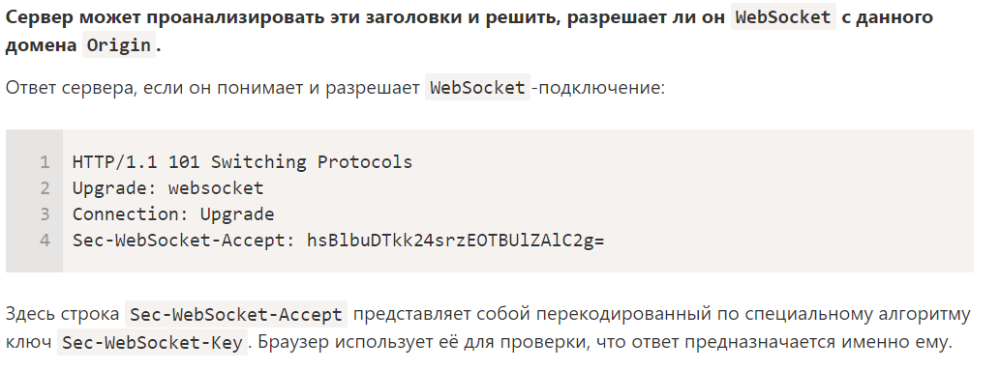 Сервер может проанализировать эти заголовки и решить, разрешает ли он WebSocket с данного
домена Origin.
Ответ сервера, если он понимает и разрешает WebSocket-подключение:
1 HTTP/1.1 101 Switching Protocols
2 Upgrade: websocket
3 Connection: Upgrade
4 Sec-WebSocket-Accept: hsBlbuDTkk24srzEOTBUlZAlC2g=
Здесь строка Sec-WebSocket-Accept представляет собой перекодированный по специальному алгоритму
ключ Sec-WebSocket-Key. Браузер использует её для проверки, что ответ предназначается именно ему.